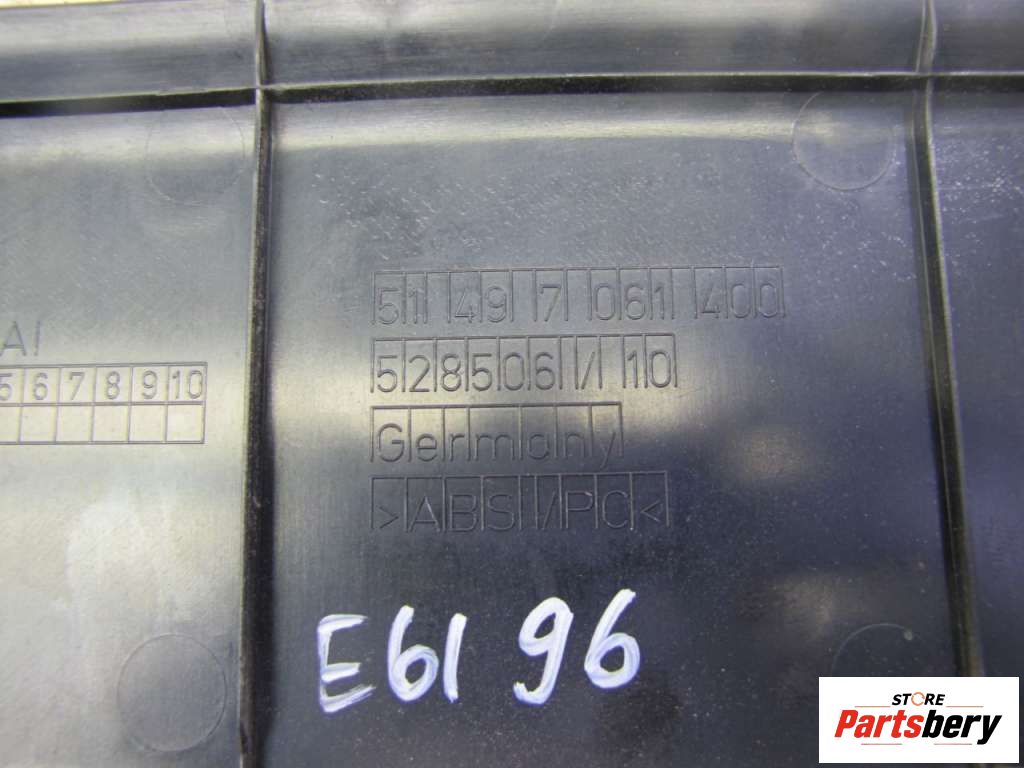 51 49 7 061 400
528506/10
Germany
>ABS/PC<
AI
5 6 7 8 9 10
E61 96
STORE
Partsbery